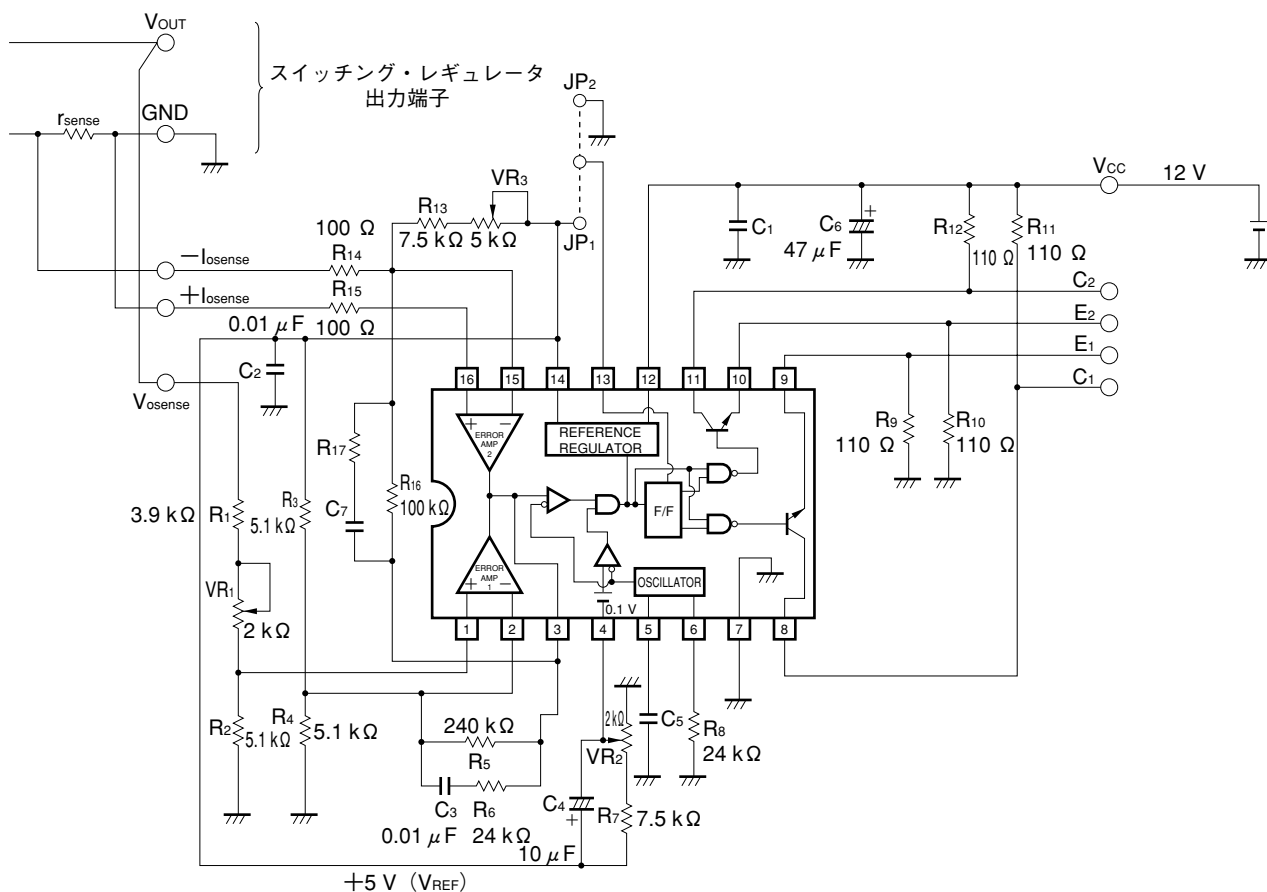 VOUT
スイッチング・レギュレータ
出力端子
JP2
rsense
GND
VR3
VCC
12 V
R13
7.5 kΩ
5 kΩ
JP1
C1
C6
47 μF
R12
110 Ω
R11
110 Ω
100 Ω
−Iosense
R14
+Iosense
R15
100 Ω
C2
E2
E1
C1
0.01 μF
C2
Vosense
16
15
14
13
12
11
10
9
+
−
ERROR
AMP
2
REFERENCE
REGULATOR
R9
110 Ω
R10
110 Ω
R17
R16
100 kΩ
C7
3.9 kΩ
R1
R3
5.1 kΩ
F/F
ERROR
AMP
1
+
−
OSCILLATOR
0.1 V
VR1
2 kΩ
1
2
3
4
5
6
7
8
R2
5.1 kΩ
R4
5.1 kΩ
240 kΩ
R5
2 kΩ
VR2
C5
R8
24 kΩ
C3
0.01 μF
R6
24 kΩ
C4
+
10 μF
R7
7.5 kΩ
+5 V（VREF）
+